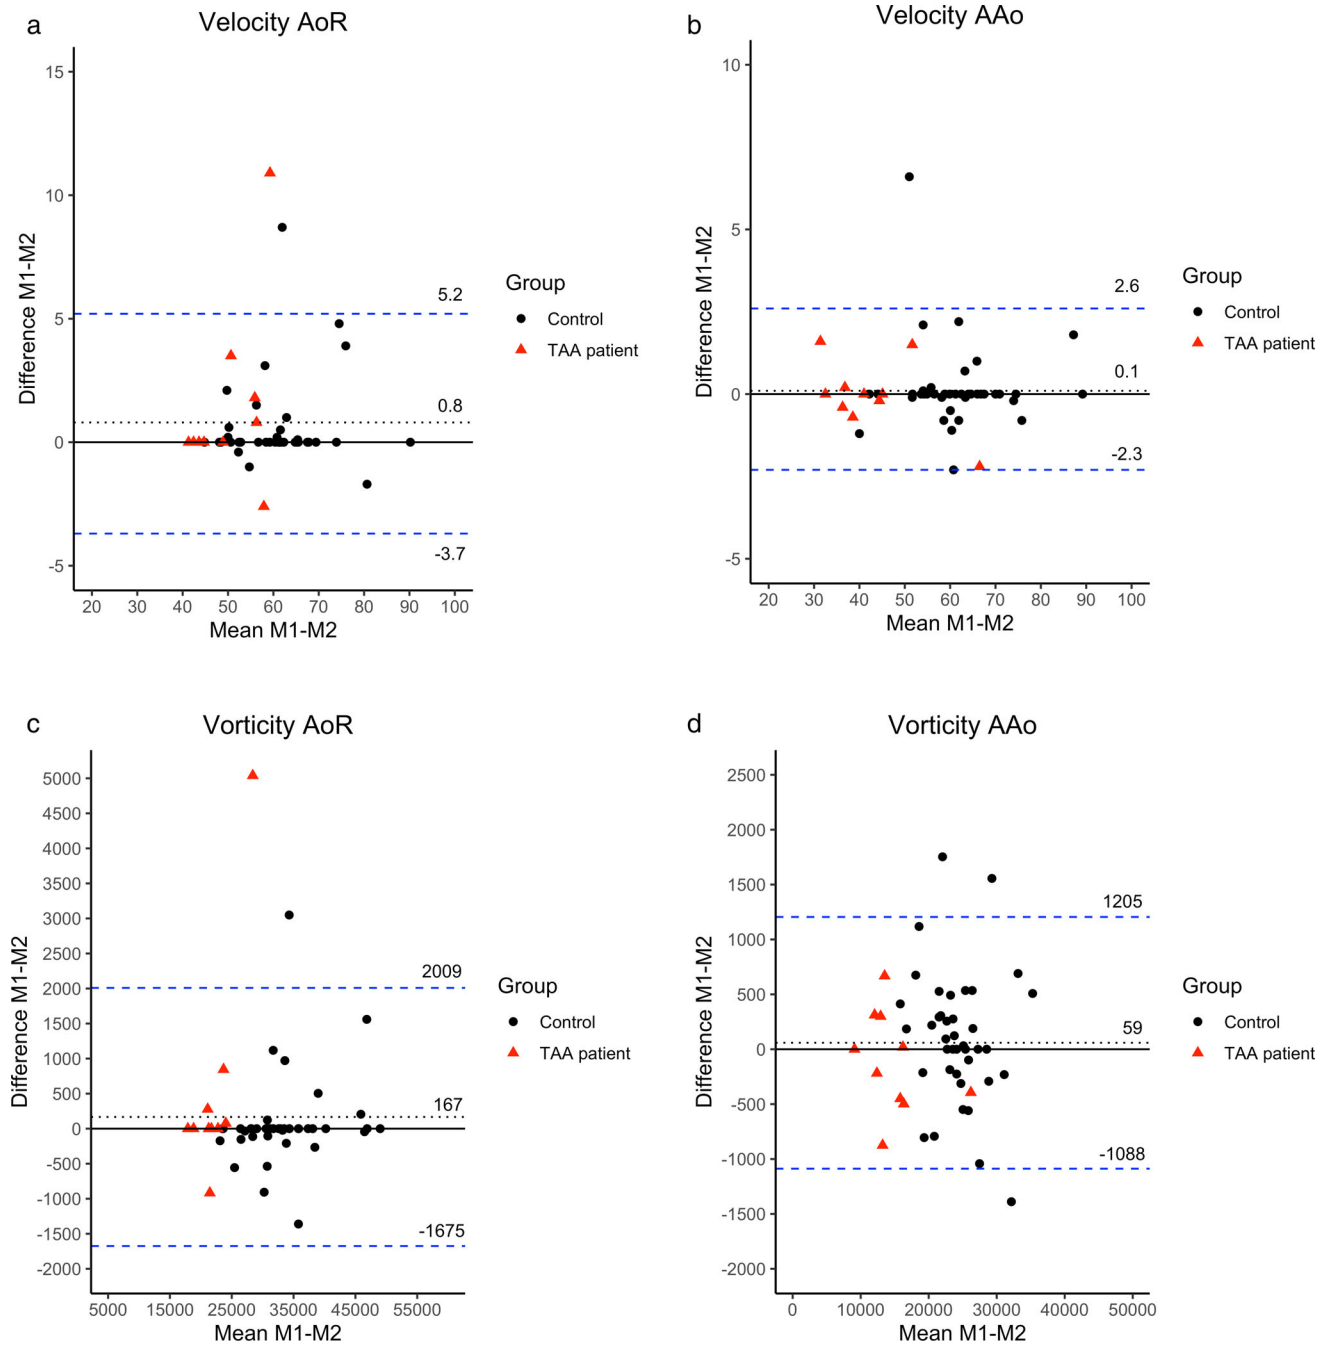 a
Velocity AoR
15
10
5
0
-5
Difference M1-M2
5.2
0.8
-3.7
20 30 40 50 60 70 80 90 100
Mean M1-M2
Group
Control
TAA patient
b
Velocity AAo
10
5
0
-5
Difference M1-M2
2.6
0.1
-2.3
20 30 40 50 60 70 80 90 100
Mean M1-M2
Group
Control
TAA patient
c
Vorticity AoR
5000
4500
4000
3500
3000
2500
2000
1500
1000
500
0
-500
-1000
-1500
-2000
Difference M1-M2
2009
167
-1675
5000 15000 25000 35000 45000 55000
Mean M1-M2
Group
Control
TAA patient
d
Vorticity AAo
2500
2000
1500
1000
500
0
-500
-1000
-1500
-2000
Difference M1-M2
1205
59
-1088
0 10000 20000 30000 40000 50000
Mean M1-M2
Group
Control
TAA patient